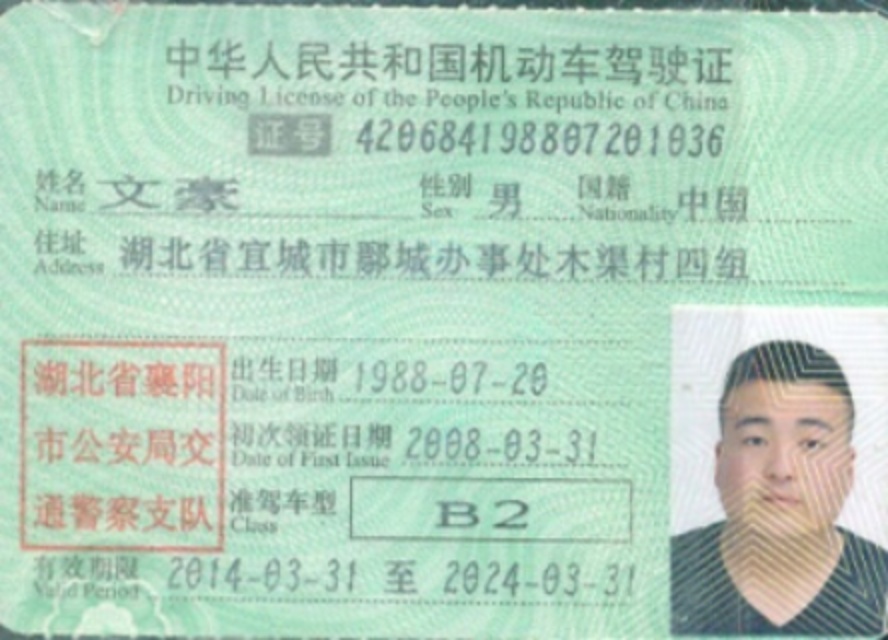 中华人民共和国机动车驾驶证
Driving License of the People's Republic of China
证号 420684198807201036
姓名 Name 文豪 性别 Sex 男 国籍 Nationality 中国
住址 Address 湖北省宜城市鄢城办事处木渠村四组
湖北省襄阳市公安局交通警察支队
出生日期 Date of Birth 1988-07-20
初次领证日期 Date of First Issue 2008-03-31
准驾车型 Class B2
有效期限 Valid Period 2014-03-31 至 2024-03-31